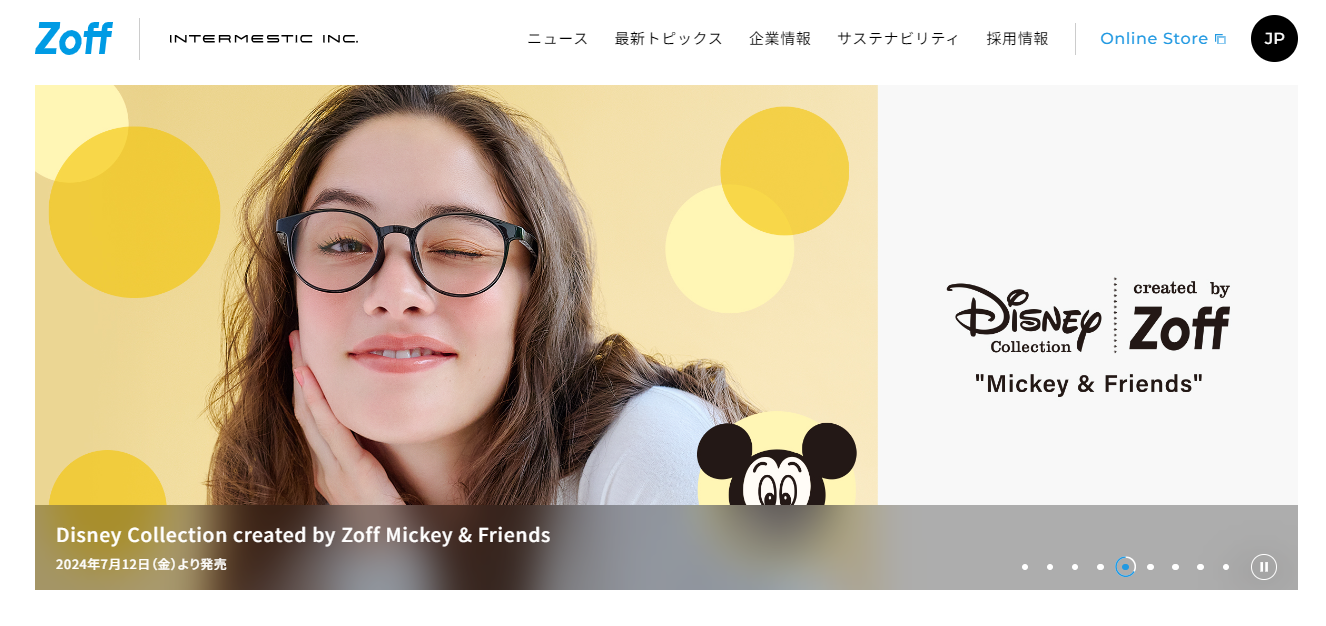 Zoff
INTERMESTIC INC.
ニュース 最新トピックス 企業情報 サステナビリティ 採用情報 Online Store JP
Disney Collection
created by Zoff
"Mickey & Friends"
Disney Collection created by Zoff Mickey & Friends
2024年7月12日(金)より発売